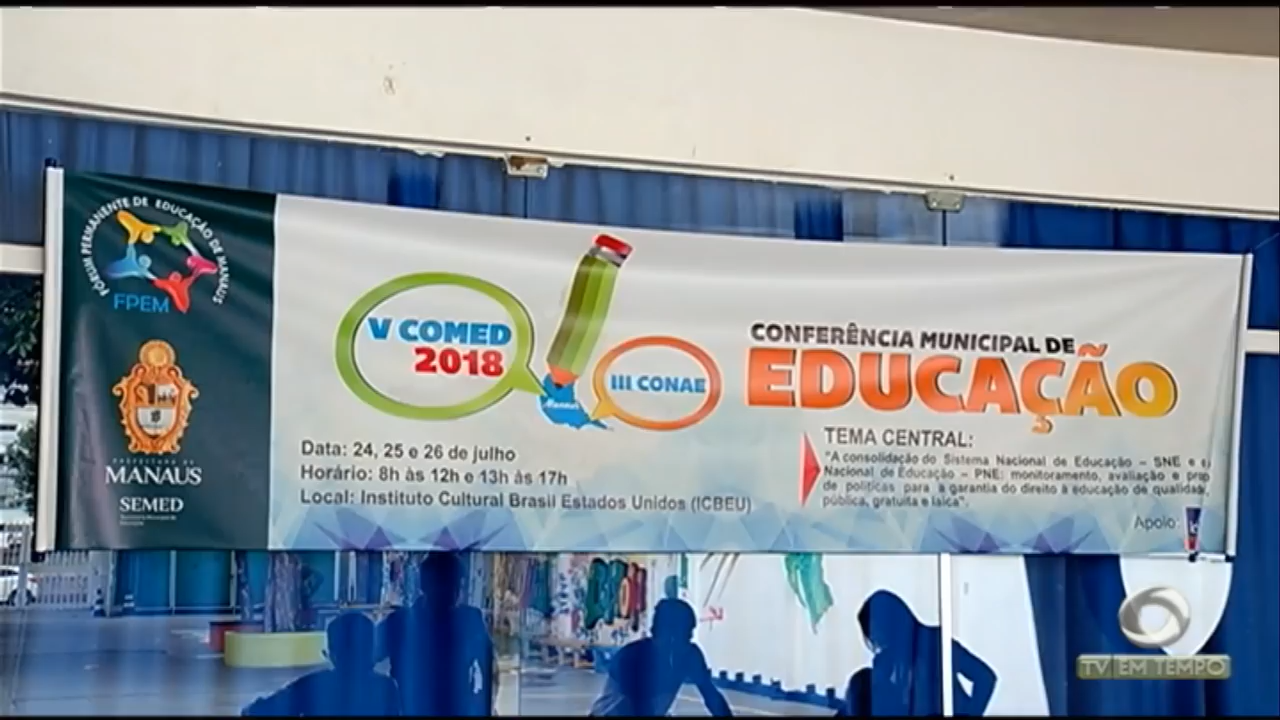 FÓRUM PERMANENTE DE EDUCAÇÃO DE MANAUS
FPEM
MANAUS
SEMED
V COMED
2018
Manaus
III CONAE
CONFERÊNCIA MUNICIPAL DE
EDUCAÇÃO
Data: 24, 25 e 26 de julho
Horário: 8h às 12h e 13h às 17h
Local: Instituto Cultural Brasil Estados Unidos (ICBEU)
TEMA CENTRAL:
"A consolidação do Sistema Nacional de Educação – SNE e
Nacional de Educação – PNE: monitoramento, avaliação e prop
de políticas para a garantia do direito à educação de qualidade,
pública, gratuita e laica".
Apoio:
TV EM TEMPO